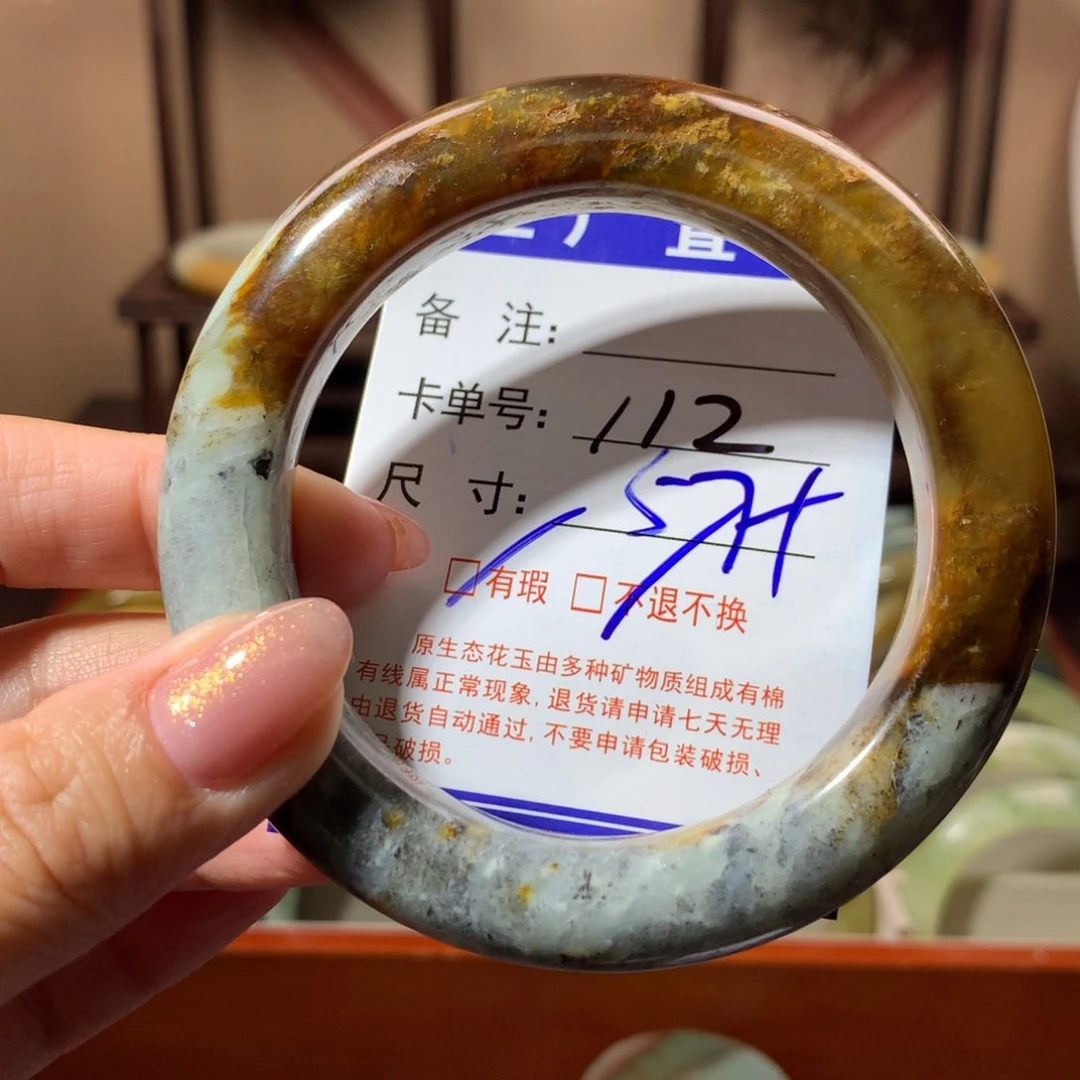 厂直
备 注:
卡单号: 112
尺 寸: 57
□有瑕 □不退不换
原生态花玉由多种矿物质组成有棉
有线属正常现象,退货请申请七天无理
由退货自动通过,不要申请包装破损、
破损。